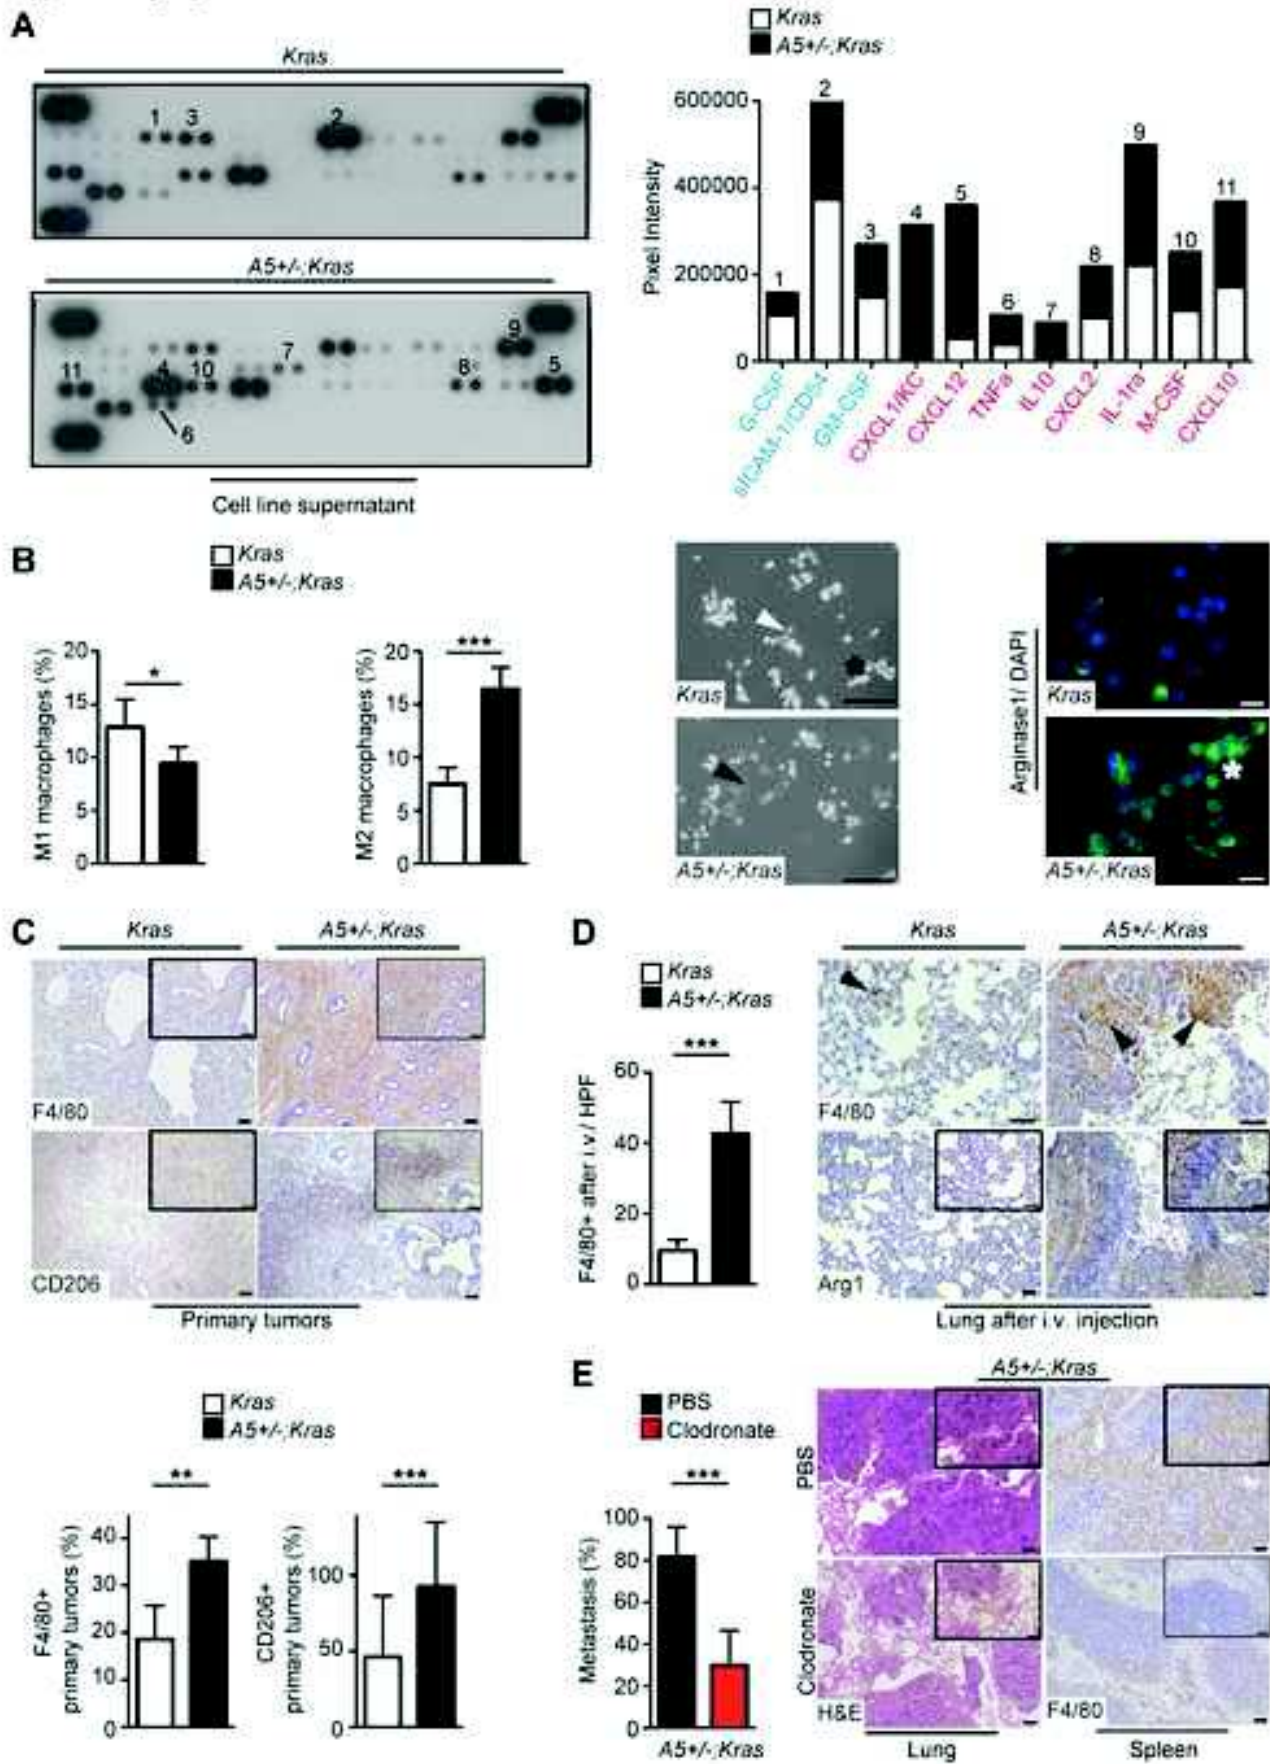 A
Kras
1 3 2
A5+/-;Kras
11 4 10 7 8 9 5
6
Cell line supernatant
Kras
A5+/-;Kras
Pixel Intensity
600000
400000
200000
0
1 2 3 4 5 6 7 8 9 10 11
G-CSF
sICAM-1/CD54
GM-CSF
CXCL1/KC
CXCL12
TNFa
IL10
CXCL2
IL-1ra
M-CSF
CXCL10
B
Kras
A5+/-;Kras
M1 macrophages (%)
20
15
10
5
0
*
M2 macrophages (%)
20
15
10
5
0
***
Kras
A5+/-;Kras
Arginase1/ DAPI
Kras
A5+/-;Kras
*
C
Kras
A5+/-;Kras
F4/80
CD206
Primary tumors
Kras
A5+/-;Kras
F4/80+
primary tumors (%)
40
30
20
10
0
**
CD206+
primary tumors (%)
100
50
0
***
D
Kras
A5+/-;Kras
F4/80+ after i.v./ HPF
60
40
20
0
***
Kras
A5+/-;Kras
F4/80
Arg1
Lung after i.v. injection
E
PBS
Clodronate
Metastasis (%)
100
80
60
40
20
0
***
A5+/-;Kras
A5+/-;Kras
PBS
Clodronate
H&E
F4/80
Lung
Spleen